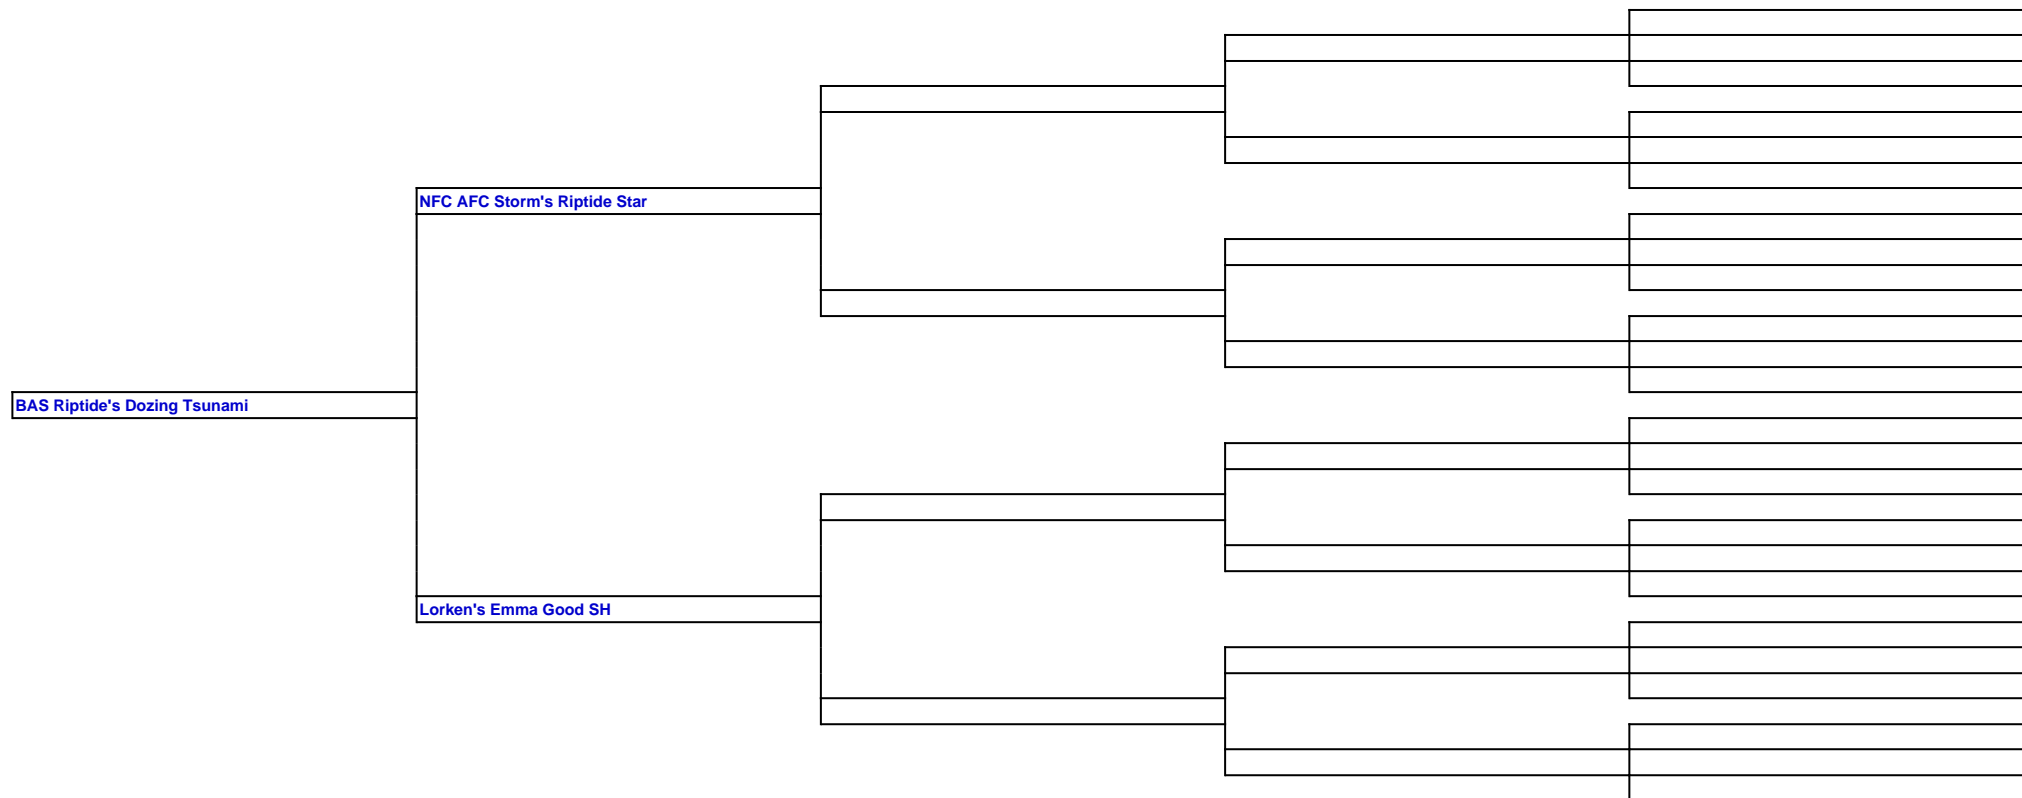 NFC AFC Storm's Riptide Star
BAS Riptide's Dozing Tsunami
Lorken's Emma Good SH